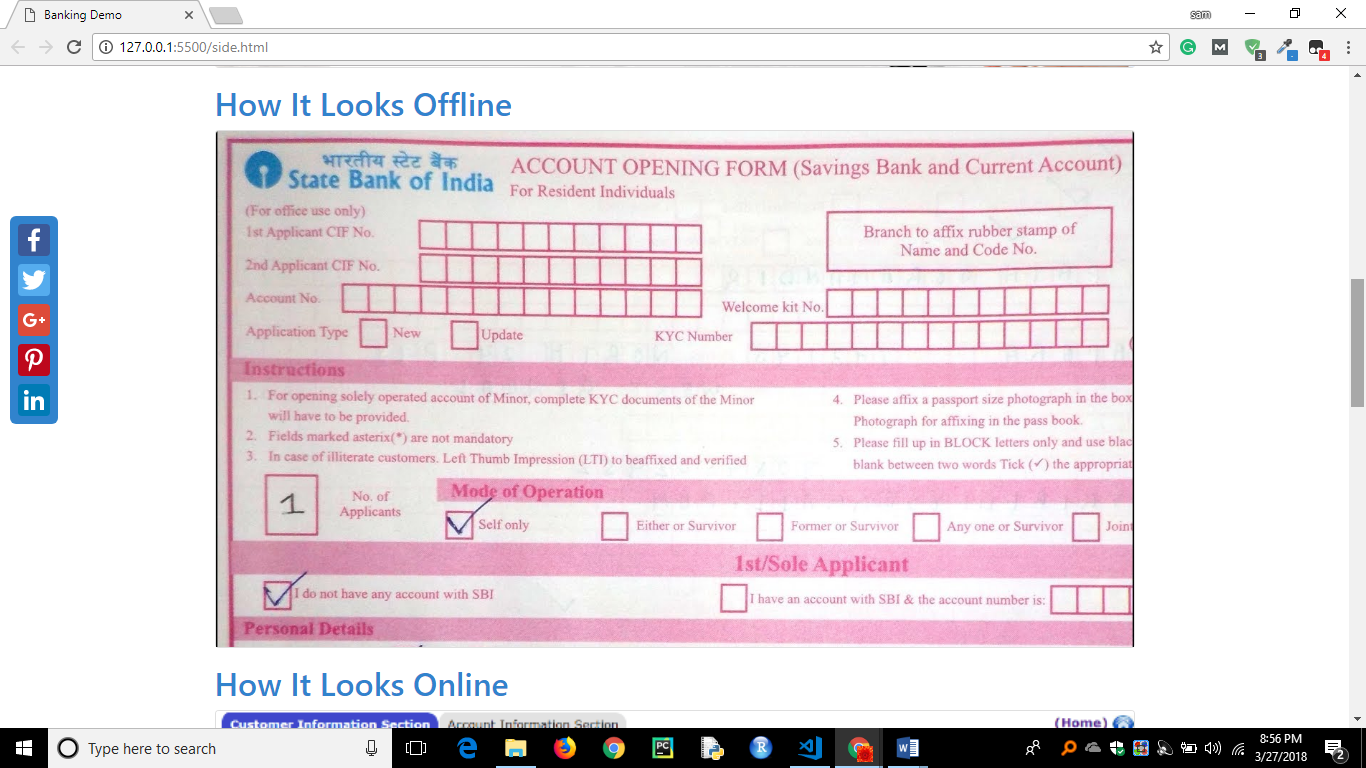 Banking Demo
sam
127.0.0.1:5500/side.html
3
4
How It Looks Offline
भारतीय स्टेट बैंक
State Bank of India
ACCOUNT OPENING FORM (Savings Bank and Current Account)
For Resident Individuals
(For office use only)
1st Applicant CIF No.
Branch to affix rubber stamp of
Name and Code No.
2nd Applicant CIF No.
Account No.
Welcome kit No.
Application Type
New
Update
KYC Number
Instructions
1. For opening solely operated account of Minor, complete KYC documents of the Minor
will have to be provided.
2. Fields marked asterix(*) are not mandatory
3. In case of illiterate customers. Left Thumb Impression (LTI) to beaffixed and verified
4. Please affix a passport size photograph in the box
Photograph for affixing in the pass book.
5. Please fill up in BLOCK letters only and use blac
blank between two words Tick (✓) the appropriat
1
No. of
Applicants
Mode of Operation
Self only
Either or Survivor
Former or Survivor
Any one or Survivor
Joint
1st/Sole Applicant
I do not have any account with SBI
I have an account with SBI & the account number is:
Personal Details
How It Looks Online
Customer Information Section
Account Information Section
(Home)
Type here to search
8:56 PM
3/27/2018
2